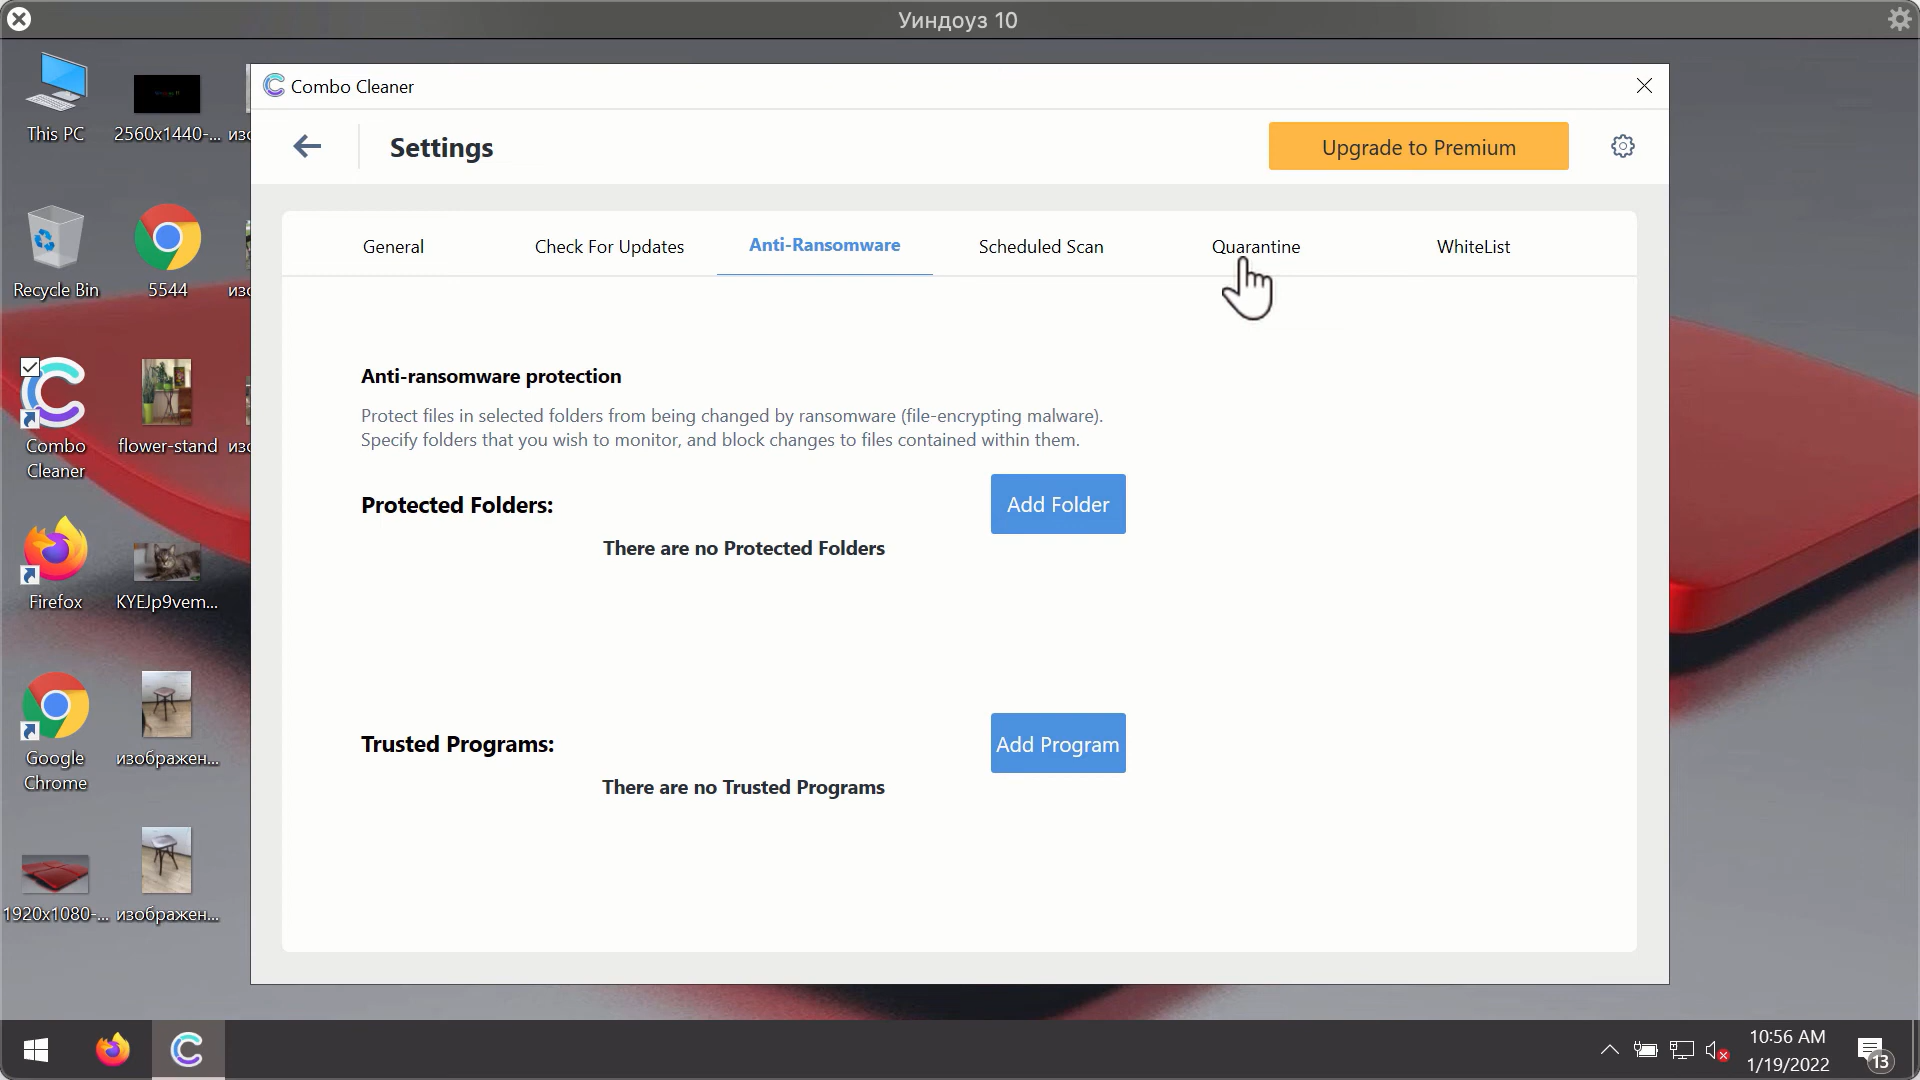 Уиндоуз 10
This PC
2560x1440-...
изо
Recycle Bin
5544
изо
Combo
Cleaner
flower-stand
изо
Firefox
KYEJp9vem...
Google
Chrome
изображен...
1920x1080-...
изображен...
Combo Cleaner
Settings
Upgrade to Premium
General
Check For Updates
Anti-Ransomware
Scheduled Scan
Quarantine
WhiteList
Anti-ransomware protection
Protect files in selected folders from being changed by ransomware (file-encrypting malware).
Specify folders that you wish to monitor, and block changes to files contained within them.
Protected Folders:
Add Folder
There are no Protected Folders
Trusted Programs:
Add Program
There are no Trusted Programs
10:56 AM
1/19/2022
13